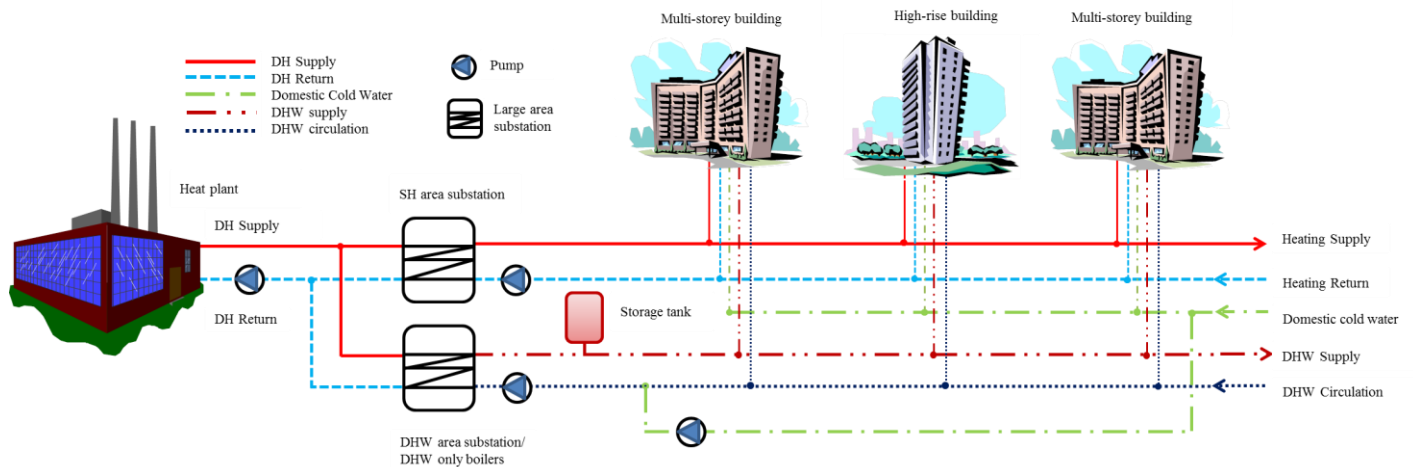 Multi-storey building
High-rise building
Multi-storey building
DH Supply
DH Return
Domestic Cold Water
DHW supply
DHW circulation
Pump
Large area
substation
Heat plant
SH area substation
DH Supply
DH Return
Storage tank
Heating Supply
Heating Return
Domestic cold water
DHW Supply
DHW Circulation
DHW area substation/
DHW only boilers